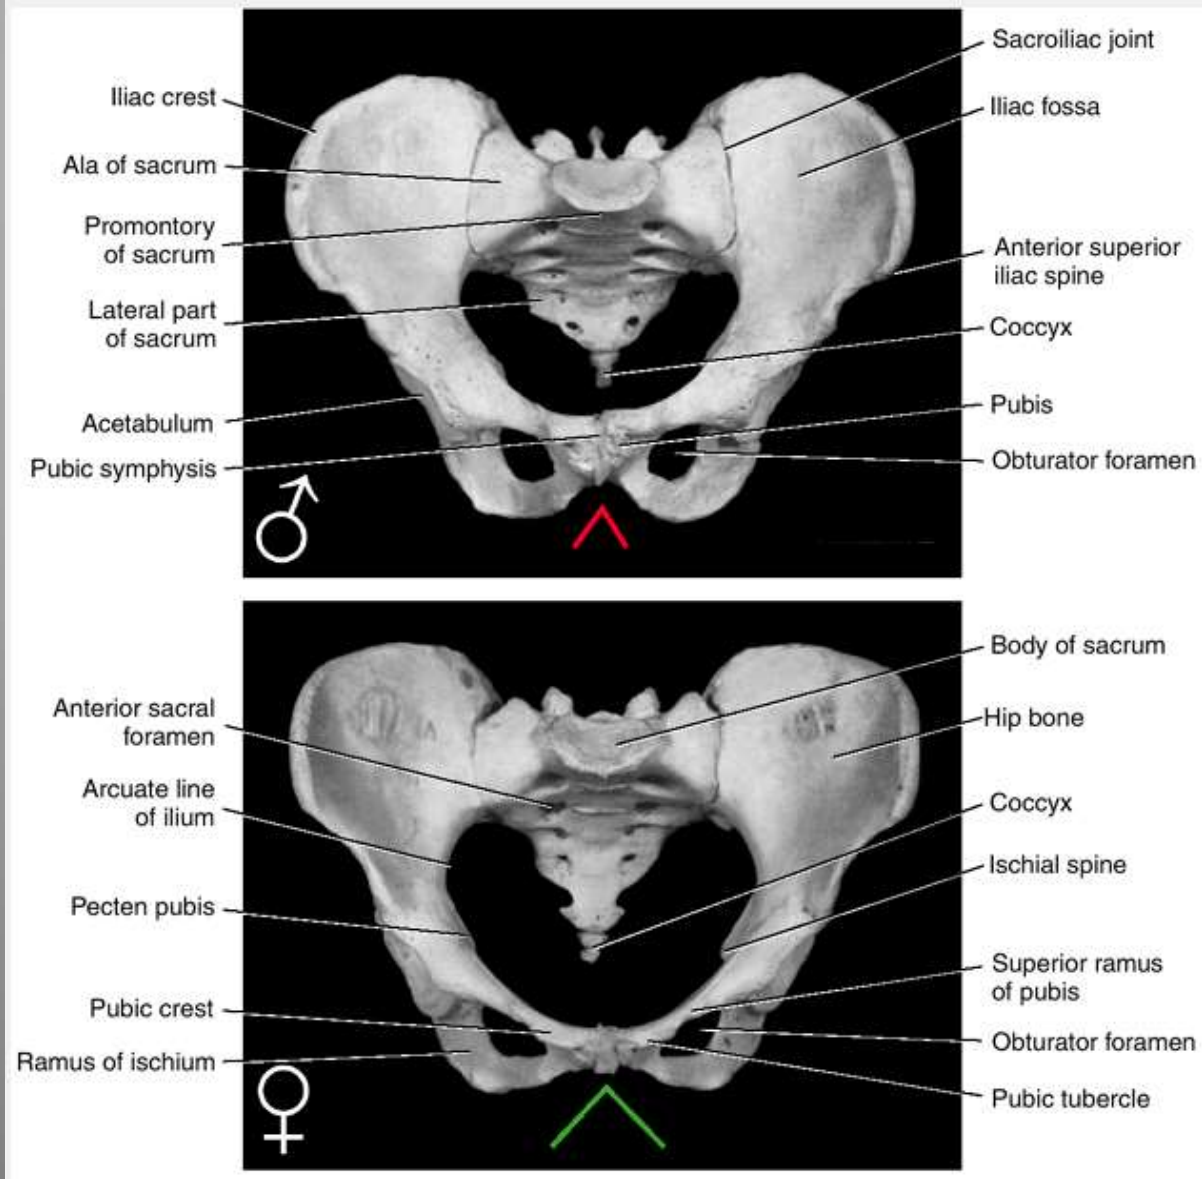 Iliac crest
Ala of sacrum
Promontory
of sacrum
Lateral part
of sacrum
Acetabulum
Pubic symphysis
Sacroiliac joint
Iliac fossa
Anterior superior
iliac spine
Coccyx
Pubis
Obturator foramen
Anterior sacral
foramen
Arcuate line
of ilium
Pecten pubis
Pubic crest
Ramus of ischium
Body of sacrum
Hip bone
Coccyx
Ischial spine
Superior ramus
of pubis
Obturator foramen
Pubic tubercle